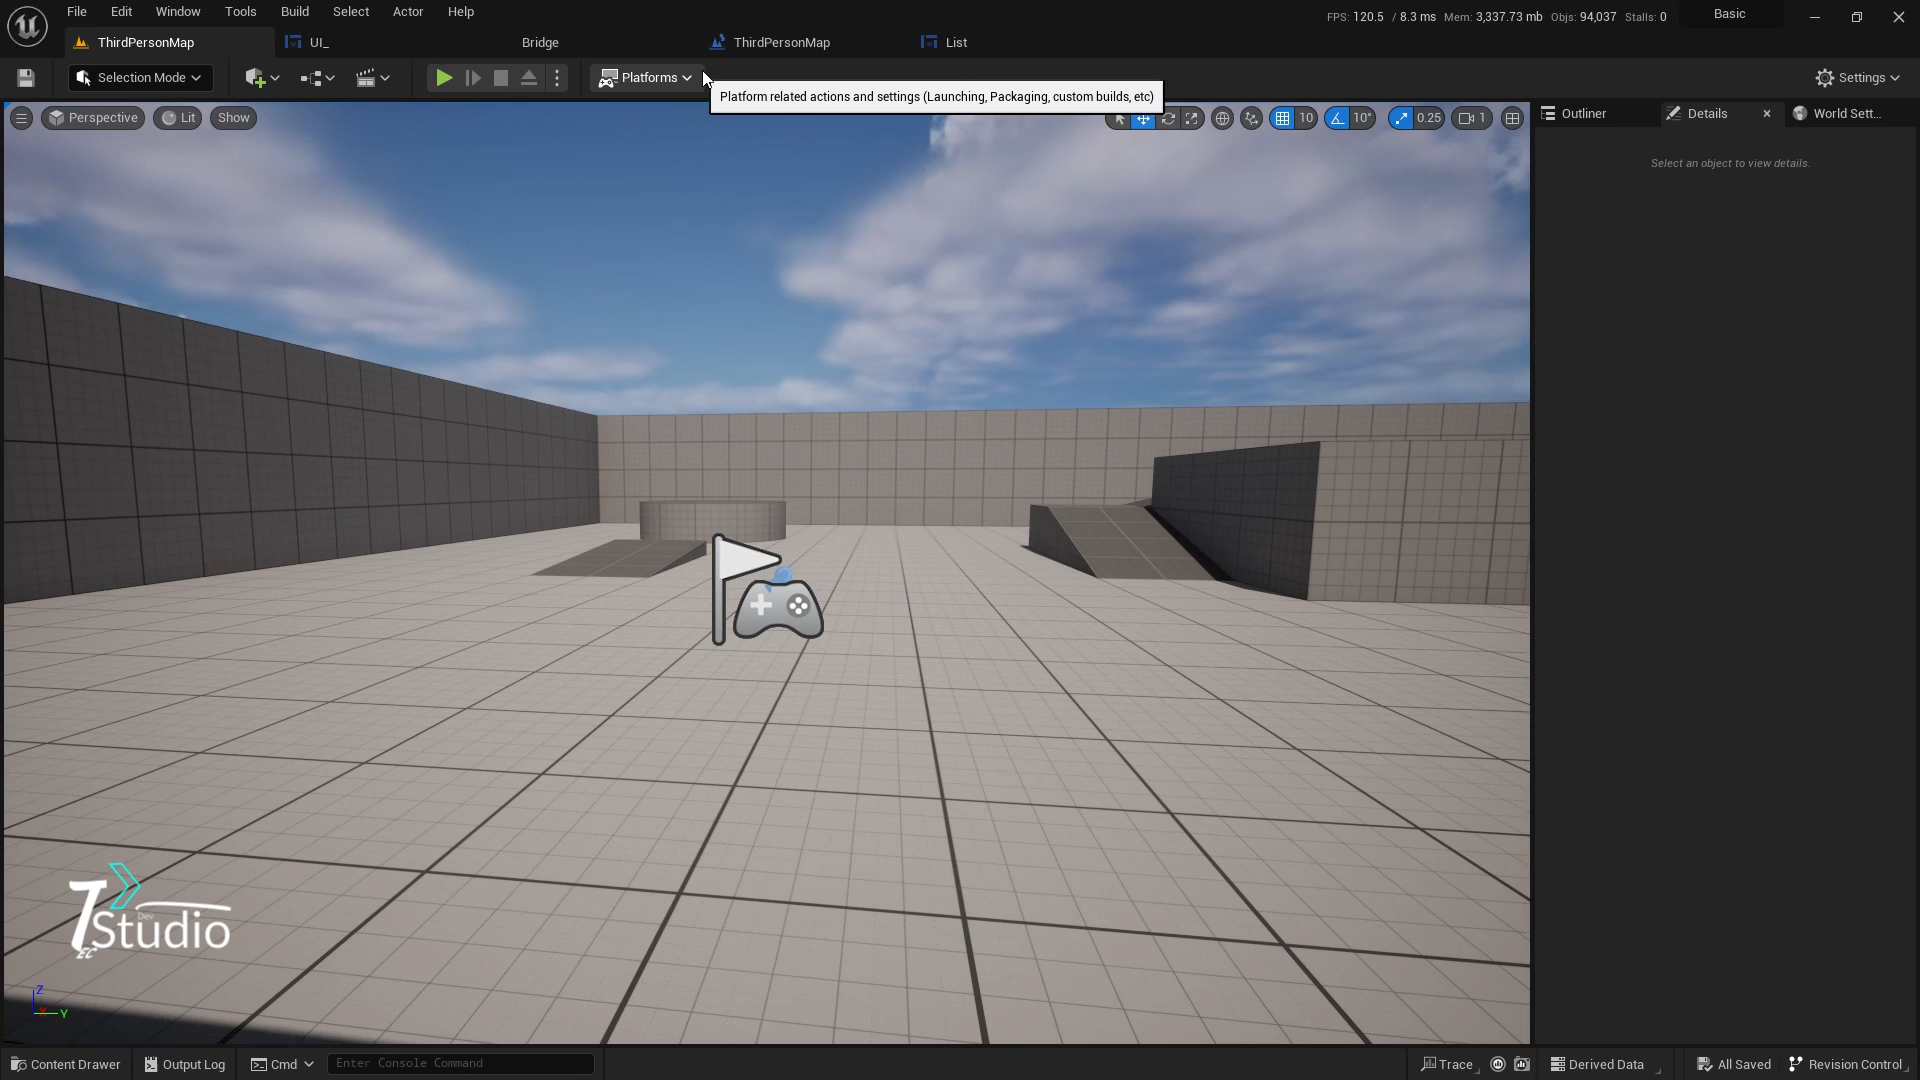 File Edit Window Tools Build Select Actor Help
FPS: 120.5 / 8.3 ms Mem: 3,337.73 mb Objs: 94,037 Stalls: 0
Basic
ThirdPersonMap
UI_
Bridge
ThirdPersonMap
List
Selection Mode
Platforms
Settings
Platform related actions and settings (Launching, Packaging, custom builds, etc)
Perspective
Lit
Show
10
10°
0.25
1
Outliner
Details
World Sett...
Select an object to view details.
TEC
Dev
Studio
Z
X
Y
Content Drawer
Output Log
Cmd
Enter Console Command
Trace
Derived Data
All Saved
Revision Control